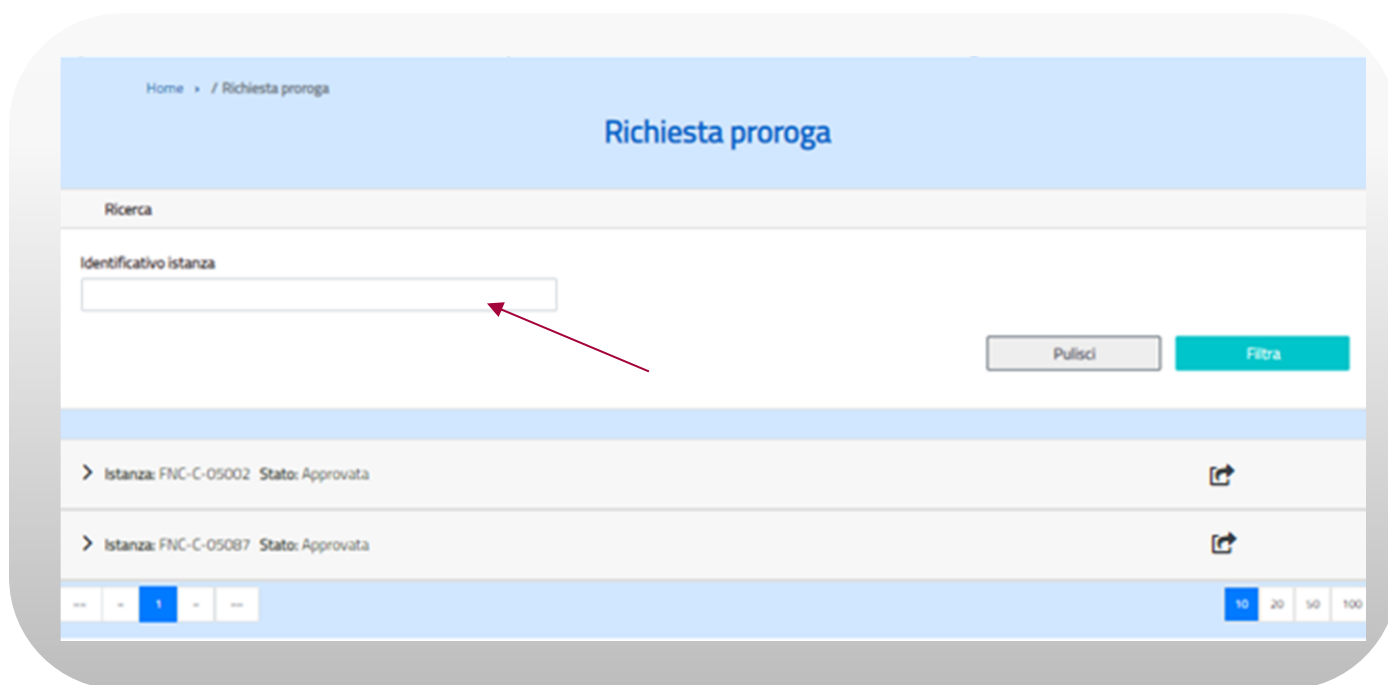 Home › / Richiesta proroga
Richiesta proroga
Ricerca
Identificativo istanza
Pulisci Filtra
Istanza: FNC-C-05002 Stato: Approvata
Istanza: FNC-C-05087 Stato: Approvata
1 10 20 50 100